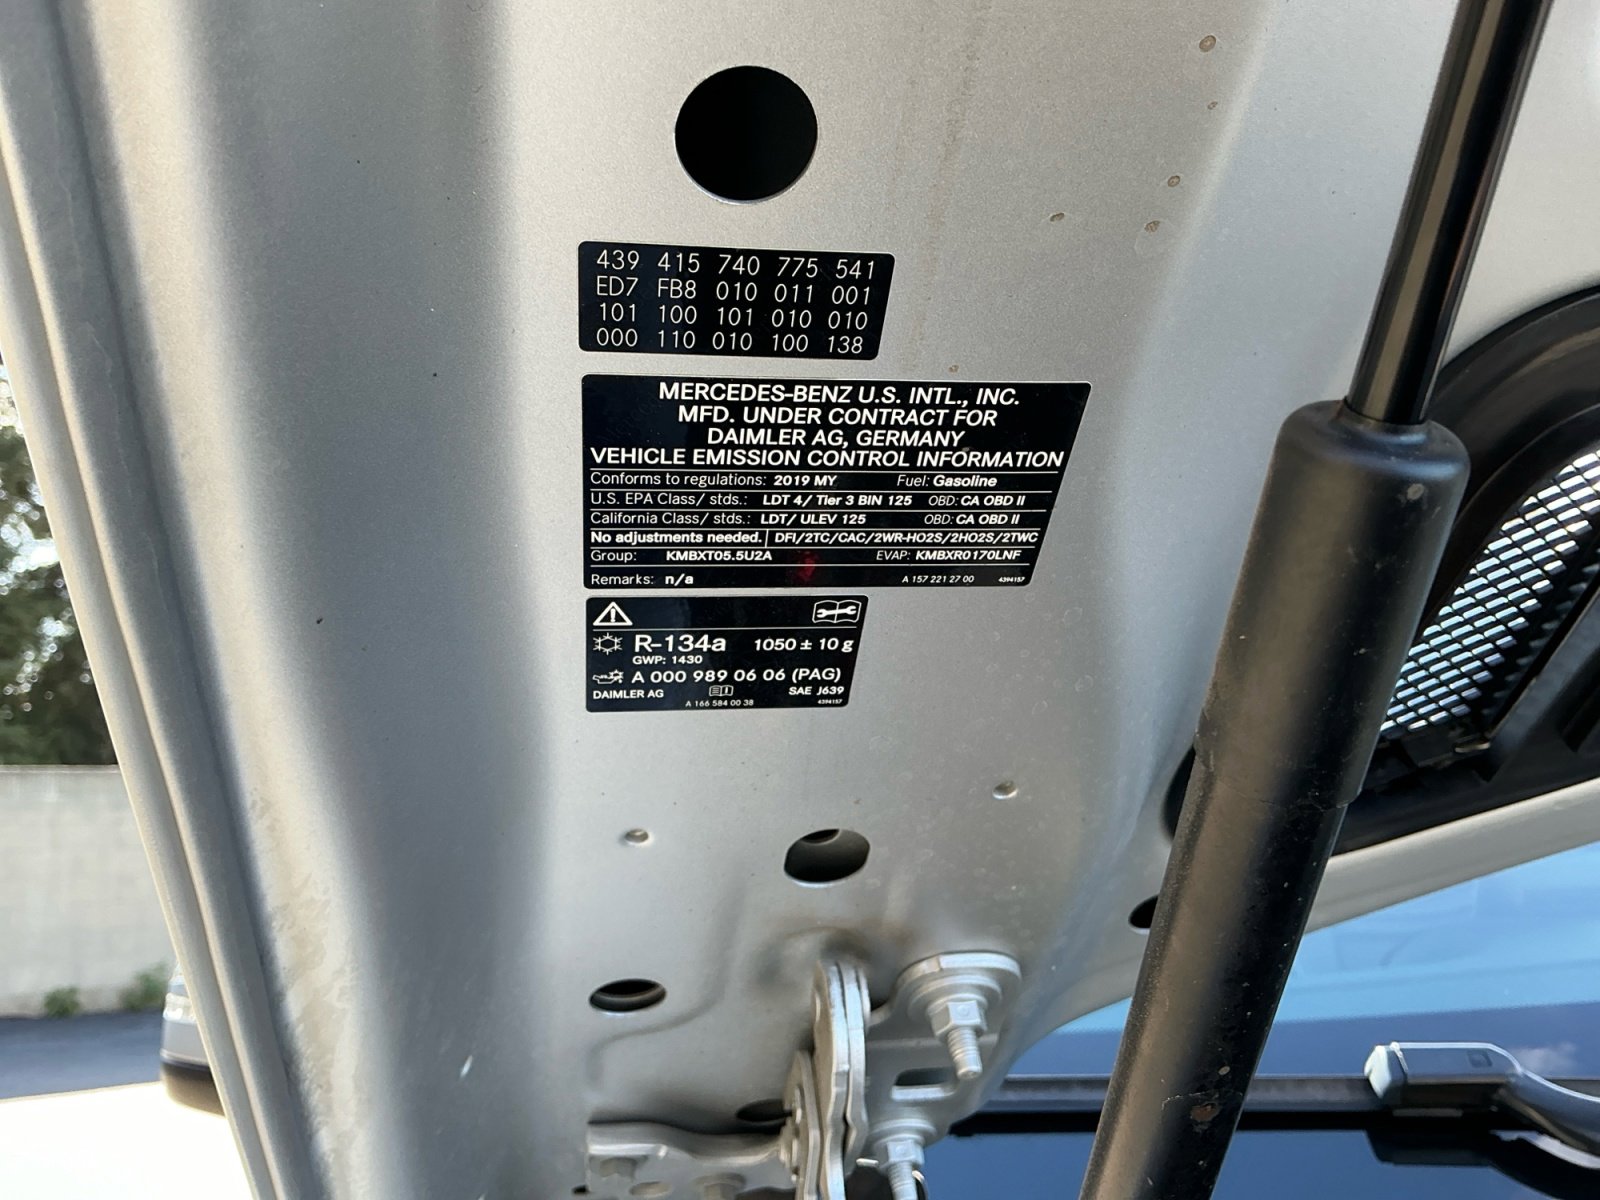 439 415 740 775 541
ED7 FB8 010 011 001
101 100 101 010 010
000 110 010 100 138
MERCEDES-BENZ U.S. INTL., INC.
MFD. UNDER CONTRACT FOR
DAIMLER AG, GERMANY
VEHICLE EMISSION CONTROL INFORMATION
Conforms to regulations: 2019 MY Fuel: Gasoline
U.S. EPA Class/ stds.: LDT 4/ Tier 3 BIN 125 OBD: CA OBD II
California Class/ stds.: LDT/ ULEV 125 OBD: CA OBD II
No adjustments needed. DFI/2TC/CAC/2WR-HO2S/2HO2S/2TWC
Group: KMBXT05.5U2A EVAP: KMBXR0170LNF
Remarks: n/a A 157 221 27 00 4394157
R-134a 1050 ± 10 g
GWP: 1430
A 000 989 06 06 (PAG)
DAIMLER AG SAE J639
A 166 584 00 38 4394157